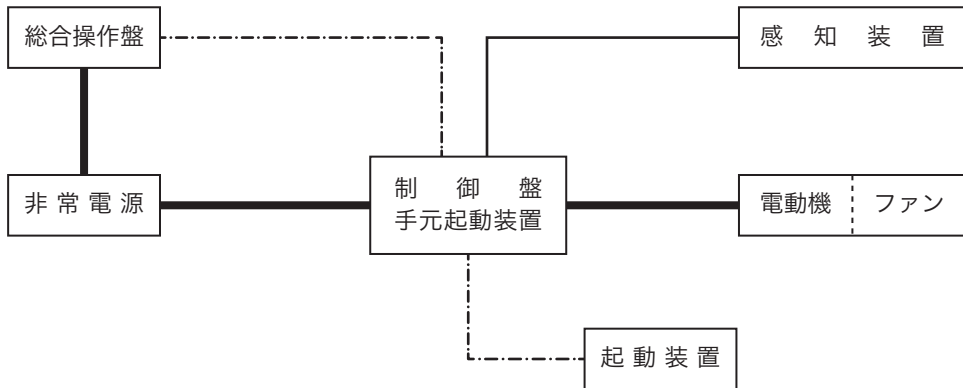 総合操作盤
感知装置
制御盤
手元起動装置
非常電源
電動機
ファン
起動装置